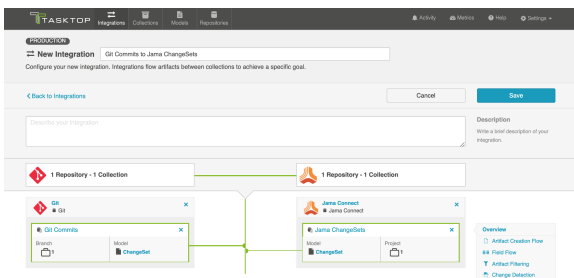 TASKTOP
Integrations
Collections
Models
Repositories
Activity
Metrics
Help
Settings
PRODUCTION
New Integration
Git Commits to Jama ChangeSets
Configure your new integration. Integrations flow artifacts between collections to achieve a specific goal.
Back to Integrations
Cancel
Save
Describe your integration
Description
Write a brief description of your
integration.
1 Repository - 1 Collection
1 Repository - 1 Collection
Git
Git
Jama Connect
Jama Connect
Git Commits
Branch
1
Model
ChangeSet
Jama ChangeSets
Model
ChangeSet
Project
1
Overview
Artifact Creation Flow
Field Flow
Artifact Filtering
Change Detection